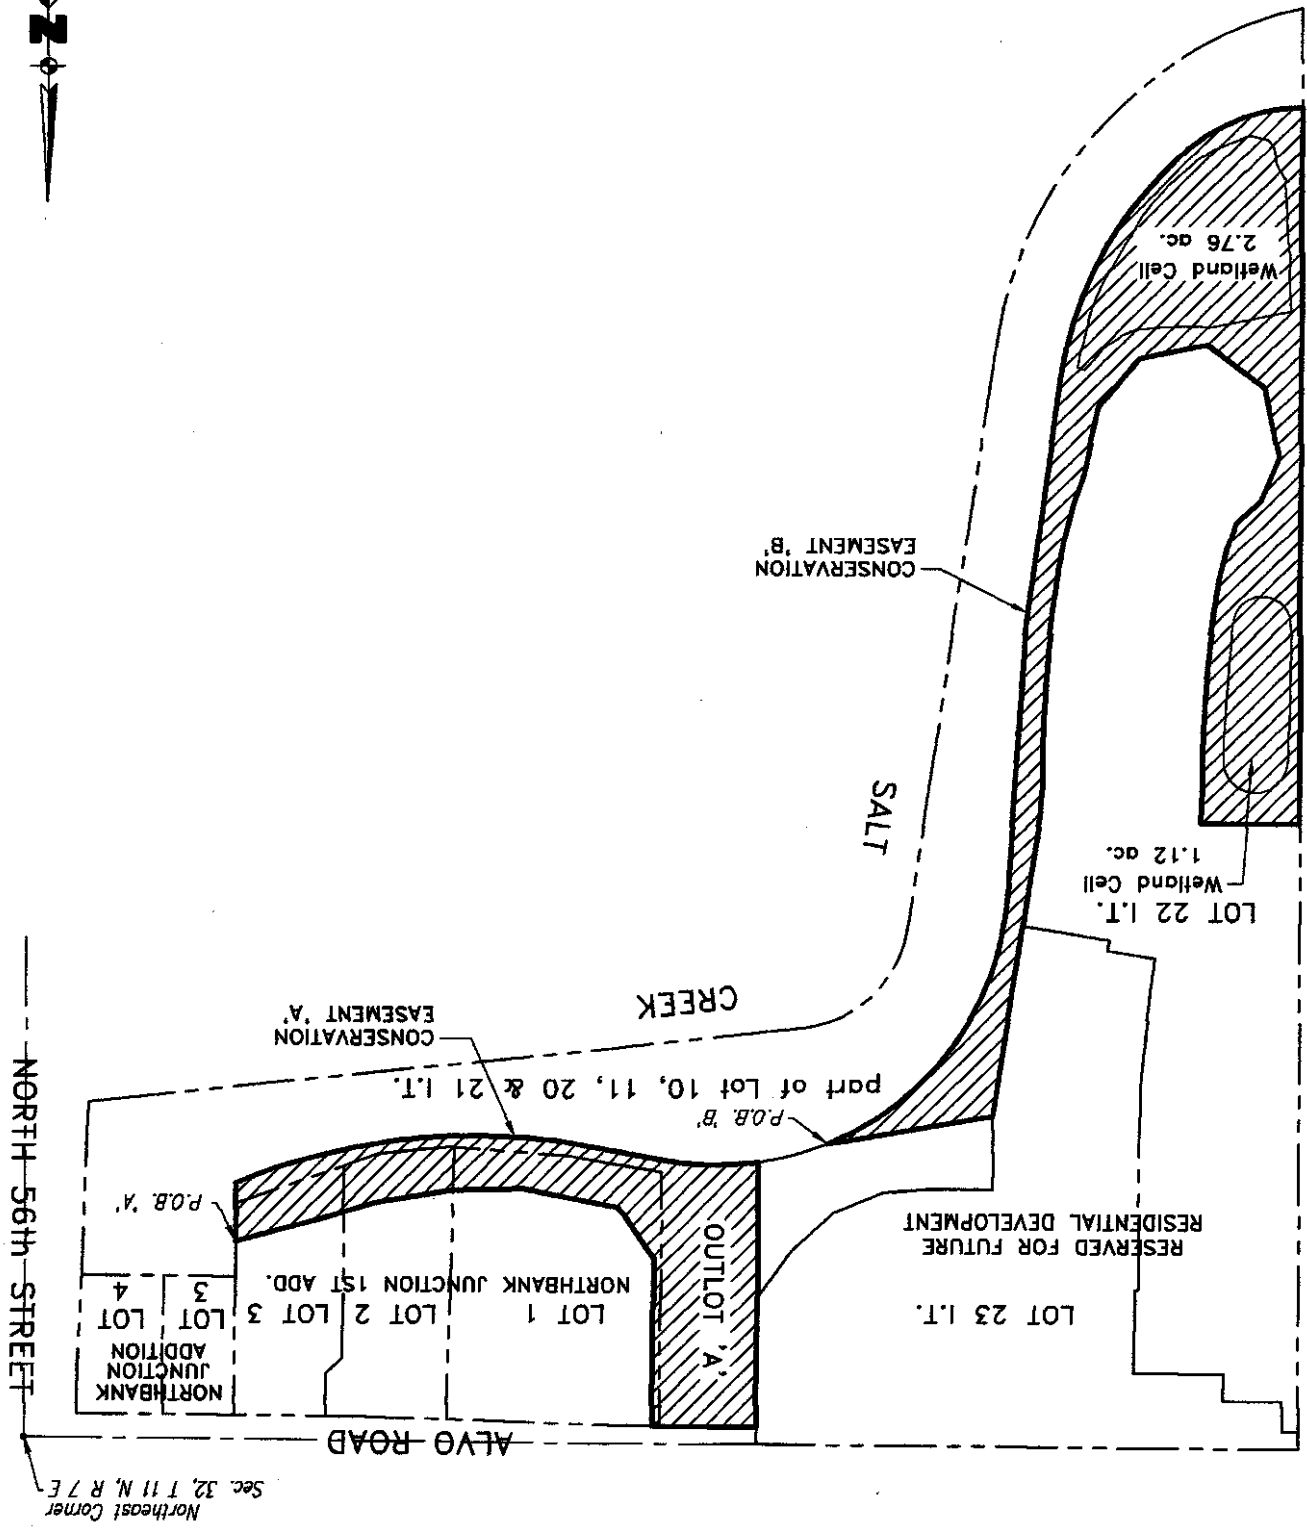 Northeast Corner
Sec. 32, T 11 N, R 7 E
ALVO ROAD
NORTH 56th STREET
NORTHBANK
JUNCTION
ADDITION
LOT
4
LOT
3
LOT 3
LOT 2
LOT 1
NORTHBANK JUNCTION 1ST ADD.
OUTLOT 'A'
LOT 23 I.T.
RESERVED FOR FUTURE
RESIDENTIAL DEVELOPMENT
P.O.B. 'A'
P.O.B. 'B'
part of Lot 10, 11, 20 & 21 I.T.
CONSERVATION
EASEMENT 'A'
CREEK
SALT
LOT 22 I.T.
Wetland Cell
1.12 ac.
CONSERVATION
EASEMENT 'B'
Wetland Cell
2.76 ac.
N